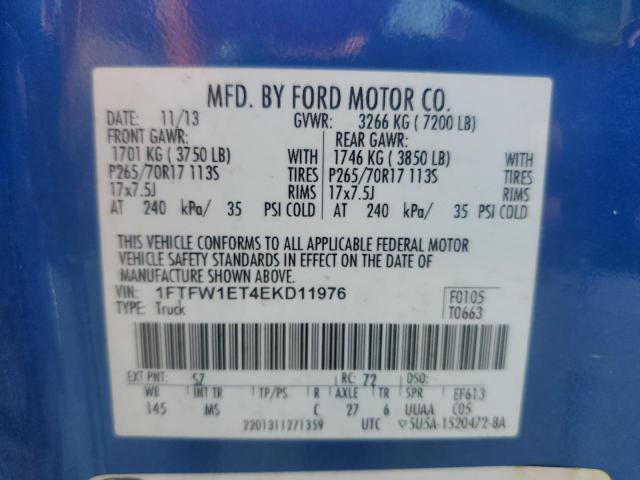 MFD. BY FORD MOTOR CO.
DATE: 11/13 GVWR: 3266 KG ( 7200 LB)
FRONT GAWR: REAR GAWR:
1701 KG ( 3750 LB) WITH 1746 KG ( 3850 LB) WITH
P265/70R17 113S TIRES P265/70R17 113S TIRES
17x7.5J RIMS 17x7.5J RIMS
AT 240 kPa/ 35 PSI COLD AT 240 kPa/ 35 PSI COLD
THIS VEHICLE CONFORMS TO ALL APPLICABLE FEDERAL MOTOR
VEHICLE SAFETY STANDARDS IN EFFECT ON THE DATE OF
MANUFACTURE SHOWN ABOVE.
VIN: 1FTFW1ET4EKD11976 F0105
TYPE: Truck T0663
EXT PNT: S7 RC: 72 DSO:
WB INT TR TP/PS R AXLE TR SPR EF613
145 MS C 27 6 UUAA C05
2201311271359 UTC ▽5U5A-1520472-BA